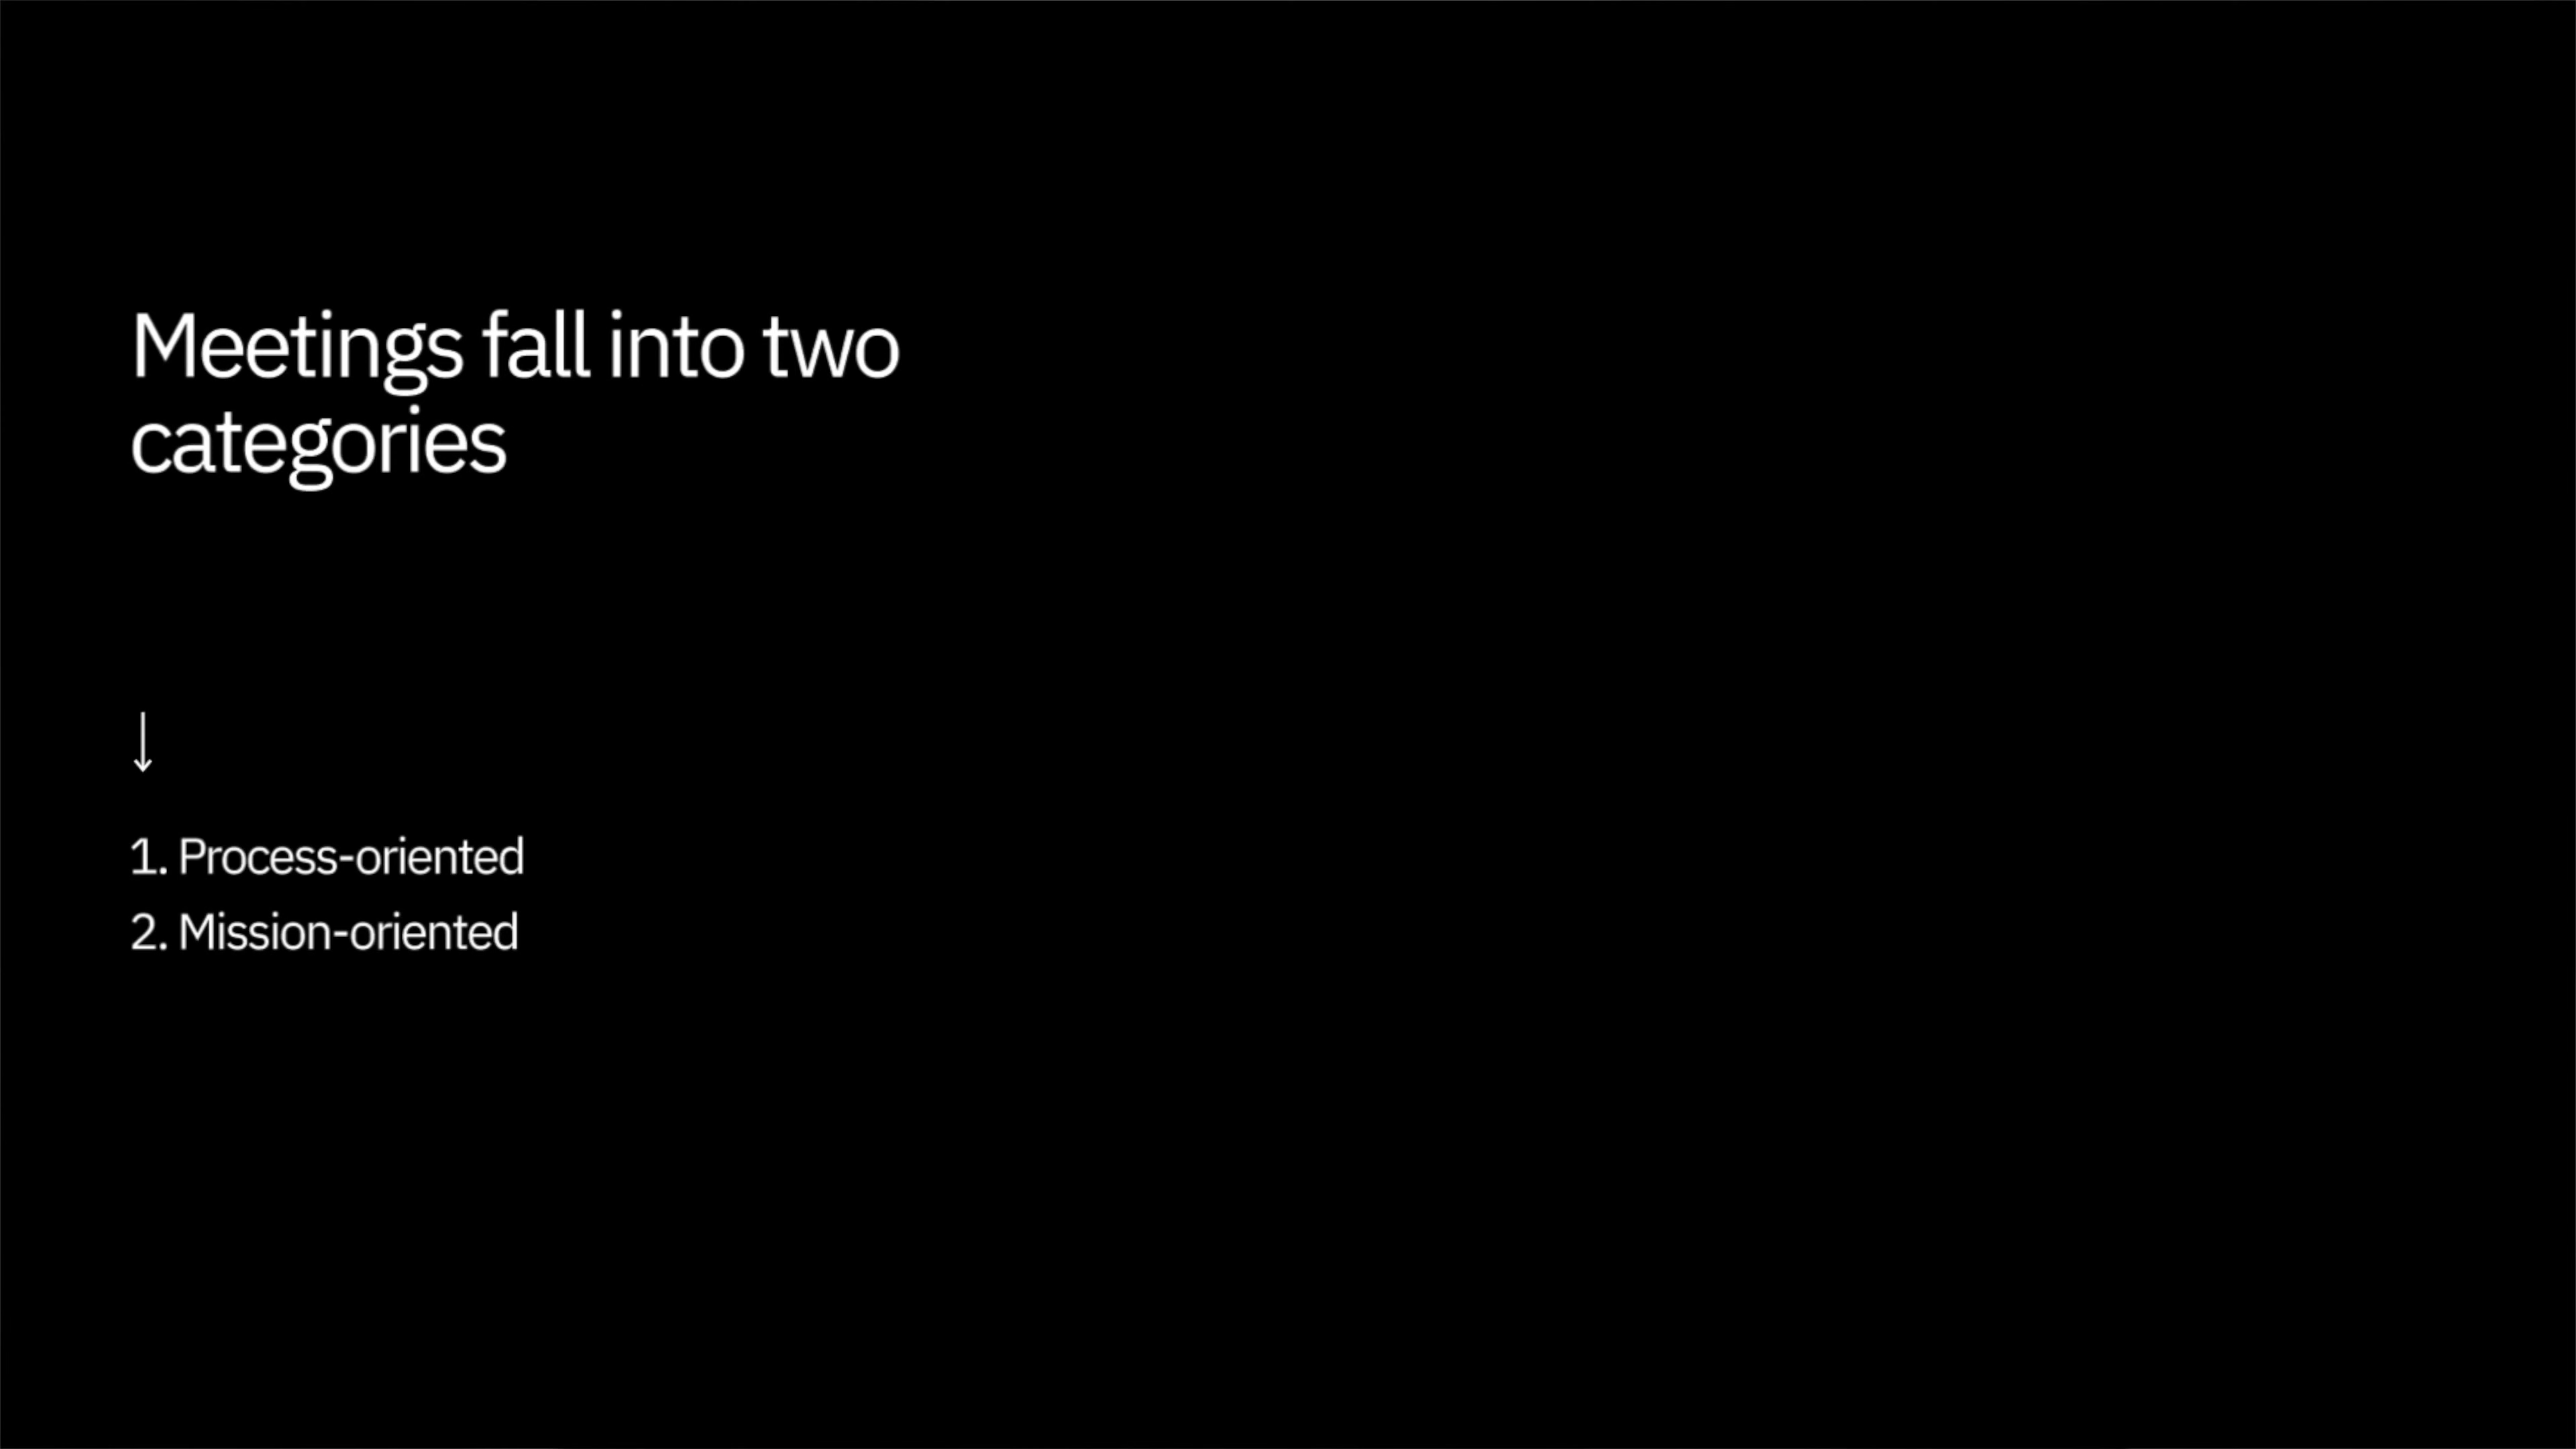 Meetings fall into two
categories
↓
1. Process-oriented
2. Mission-oriented